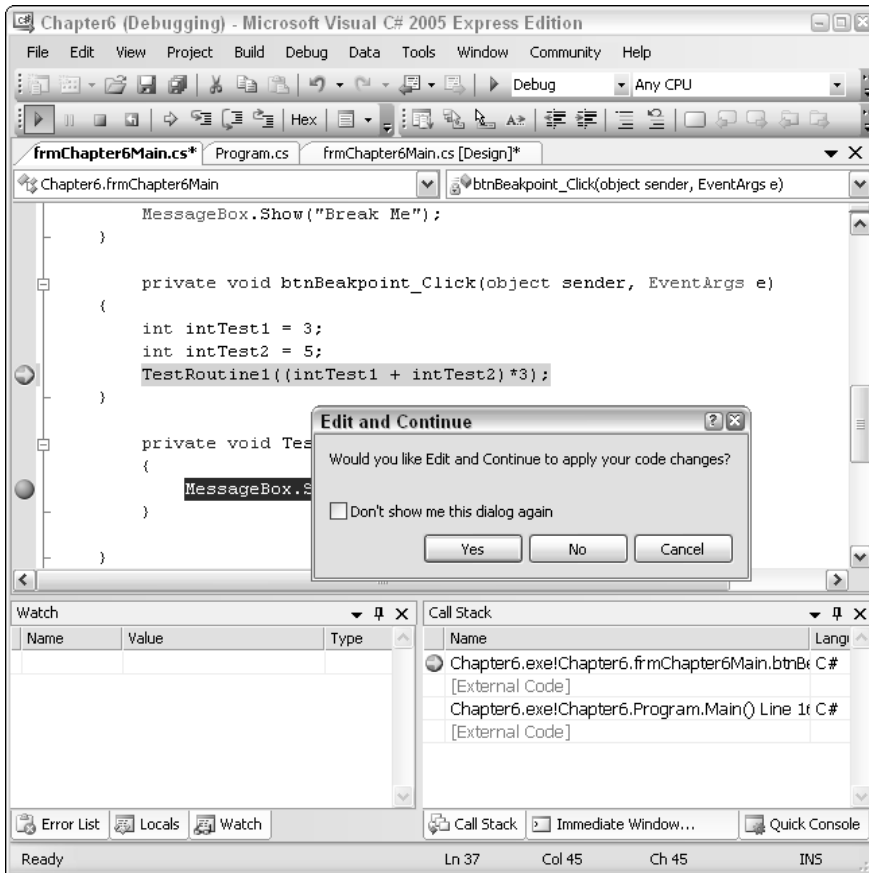 Chapter6 (Debugging) - Microsoft Visual C# 2005 Express Edition
File Edit View Project Build Debug Data Tools Window Community Help
Debug Any CPU
Hex
frmChapter6Main.cs* Program.cs frmChapter6Main.cs [Design]*
Chapter6.frmChapter6Main btnBeakpoint_Click(object sender, EventArgs e)
MessageBox.Show("Break Me");
}
private void btnBeakpoint_Click(object sender, EventArgs e)
{
int intTest1 = 3;
int intTest2 = 5;
TestRoutine1((intTest1 + intTest2)*3);
}
private void Tes
{
MessageBox.S
}
}
Edit and Continue
Would you like Edit and Continue to apply your code changes?
Don't show me this dialog again
Yes No Cancel
Watch
Name Value Type
Call Stack
Name Langu
Chapter6.exe!Chapter6.frmChapter6Main.btnBe C#
[External Code]
Chapter6.exe!Chapter6.Program.Main() Line 16 C#
[External Code]
Error List Locals Watch
Call Stack Immediate Window... Quick Console
Ready Ln 37 Col 45 Ch 45 INS